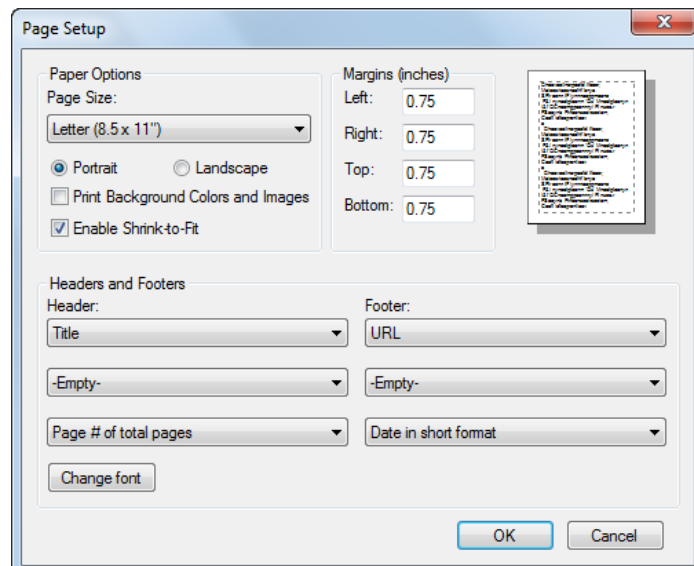 Page Setup
Paper Options
Page Size:
Letter (8.5 x 11")
Portrait Landscape
Print Background Colors and Images
Enable Shrink-to-Fit
Margins (inches)
Left: 0.75
Right: 0.75
Top: 0.75
Bottom: 0.75
Headers and Footers
Header: Footer:
Title URL
-Empty- -Empty-
Page # of total pages Date in short format
Change font
OK Cancel